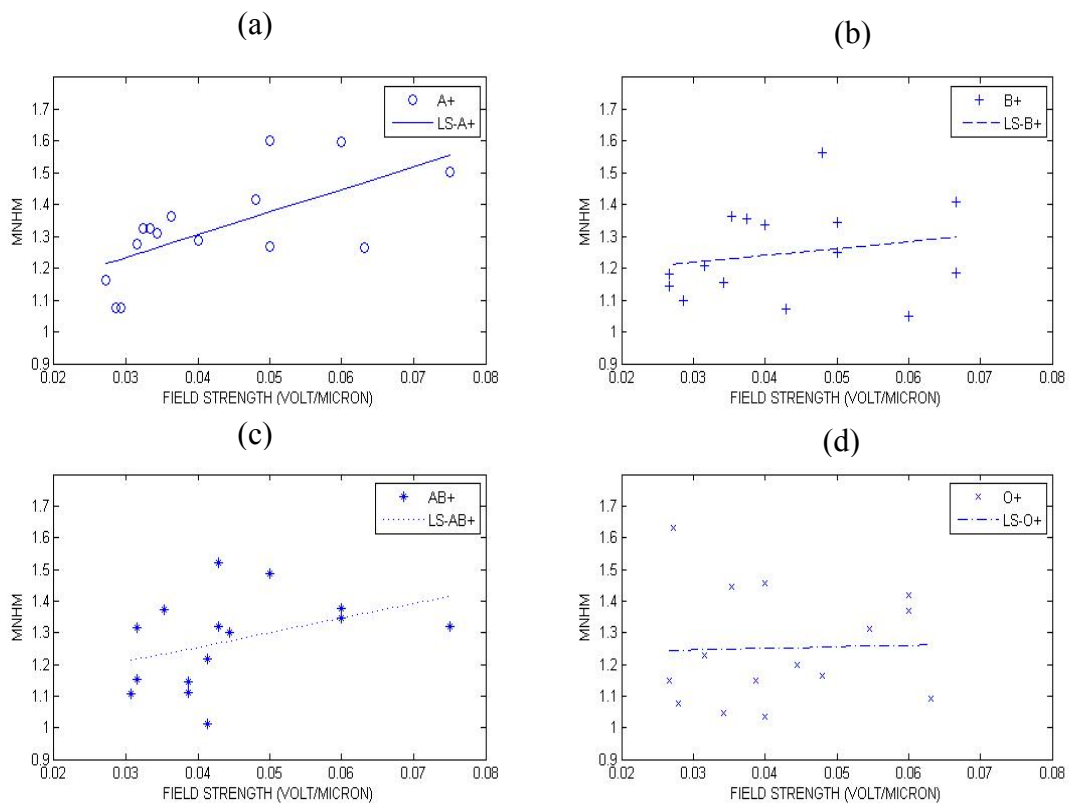 (a)
A+
LS-A+
MNHM
1.7
1.6
1.5
1.4
1.3
1.2
1.1
1
0.9
0.02 0.03 0.04 0.05 0.06 0.07 0.08
FIELD STRENGTH (VOLT/MICRON)
(b)
B+
LS-B+
MNHM
1.7
1.6
1.5
1.4
1.3
1.2
1.1
1
0.9
0.02 0.03 0.04 0.05 0.06 0.07 0.08
FIELD STRENGTH (VOLT/MICRON)
(c)
AB+
LS-AB+
MNHM
1.7
1.6
1.5
1.4
1.3
1.2
1.1
1
0.9
0.02 0.03 0.04 0.05 0.06 0.07 0.08
FIELD STRENGTH (VOLT/MICRON)
(d)
O+
LS-O+
MNHM
1.7
1.6
1.5
1.4
1.3
1.2
1.1
1
0.9
0.02 0.03 0.04 0.05 0.06 0.07 0.08
FIELD STRENGTH (VOLT/MICRON)